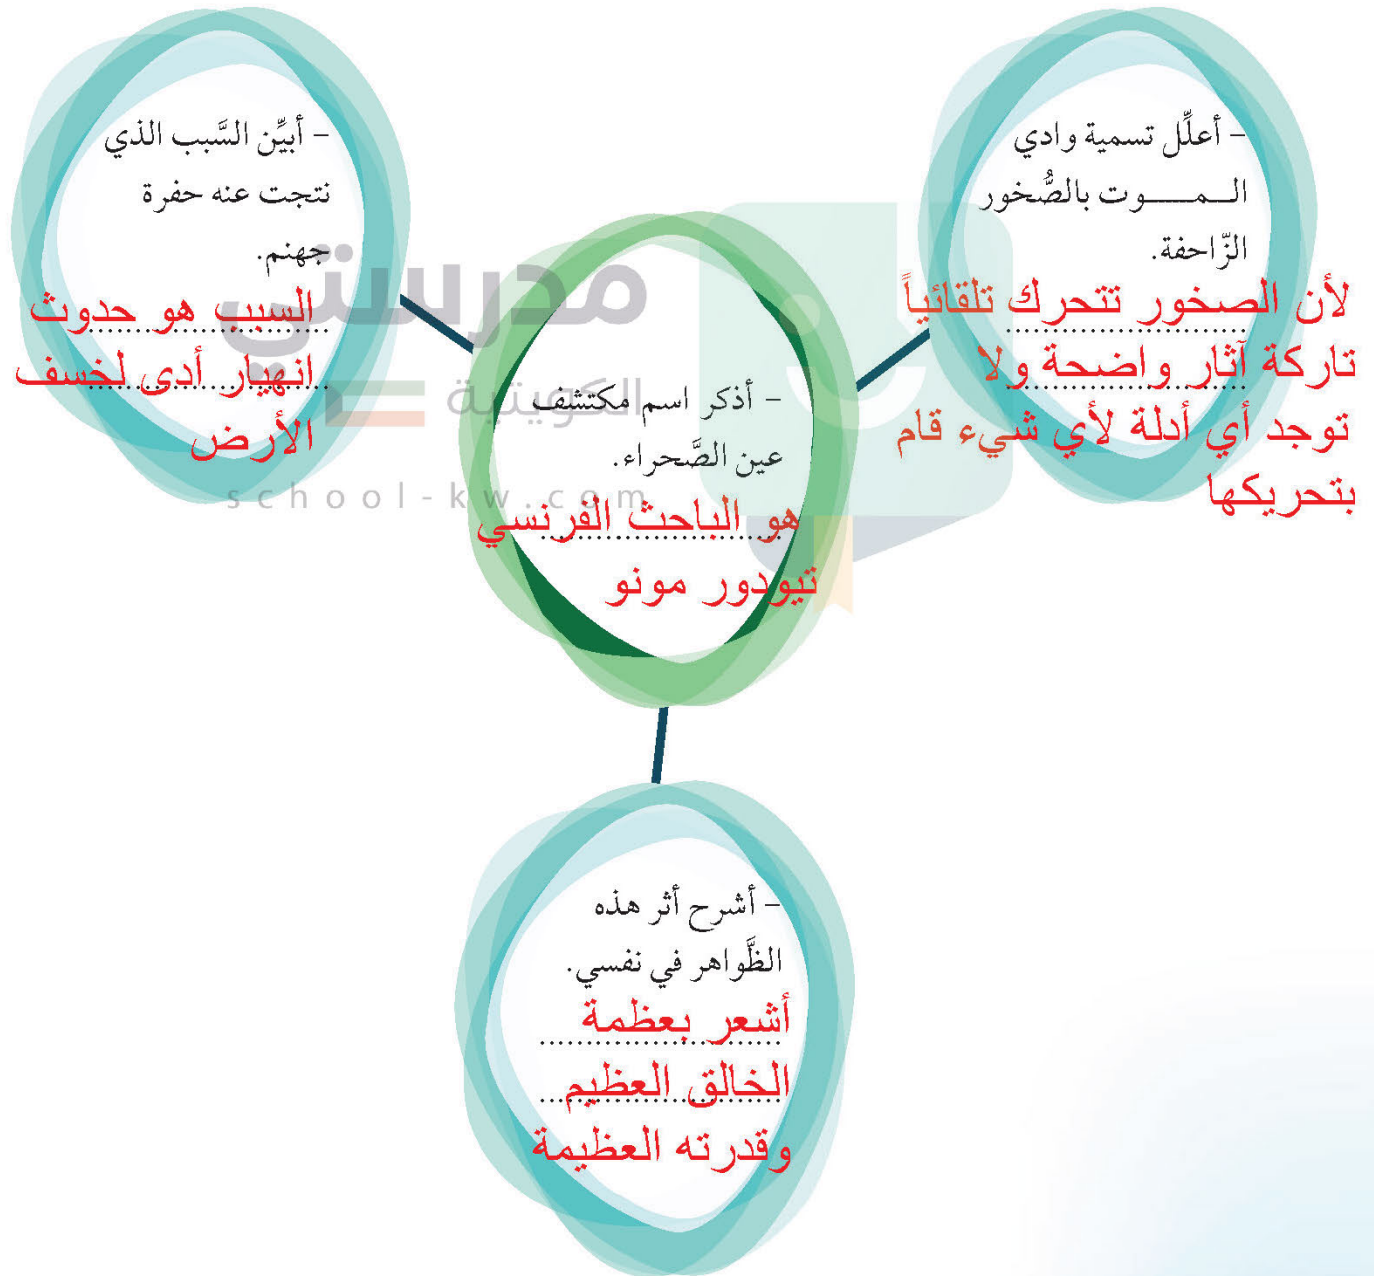 – أعلِّل تسمية وادي
الـمـــــوت بالصُّخور
الزّاحفة.
لأن الصخور تتحرك تلقائياً
تاركة آثار واضحة ولا
توجد أي أدلة لأي شيء قام
بتحريكها
– أبيِّن السَّبب الذي
نتجت عنه حفرة
جهنم.
السبب هو حدوث
انهيار أدى لخسف
الأرض
مدرستي
الكويتية
school-kw.com
– أذكر اسم مكتشف
عين الصَّحراء.
هو الباحث الفرنسي
تيودور مونو
– أشرح أثر هذه
الظَّواهر في نفسي.
أشعر بعظمة
الخالق العظيم
وقدرته العظيمة